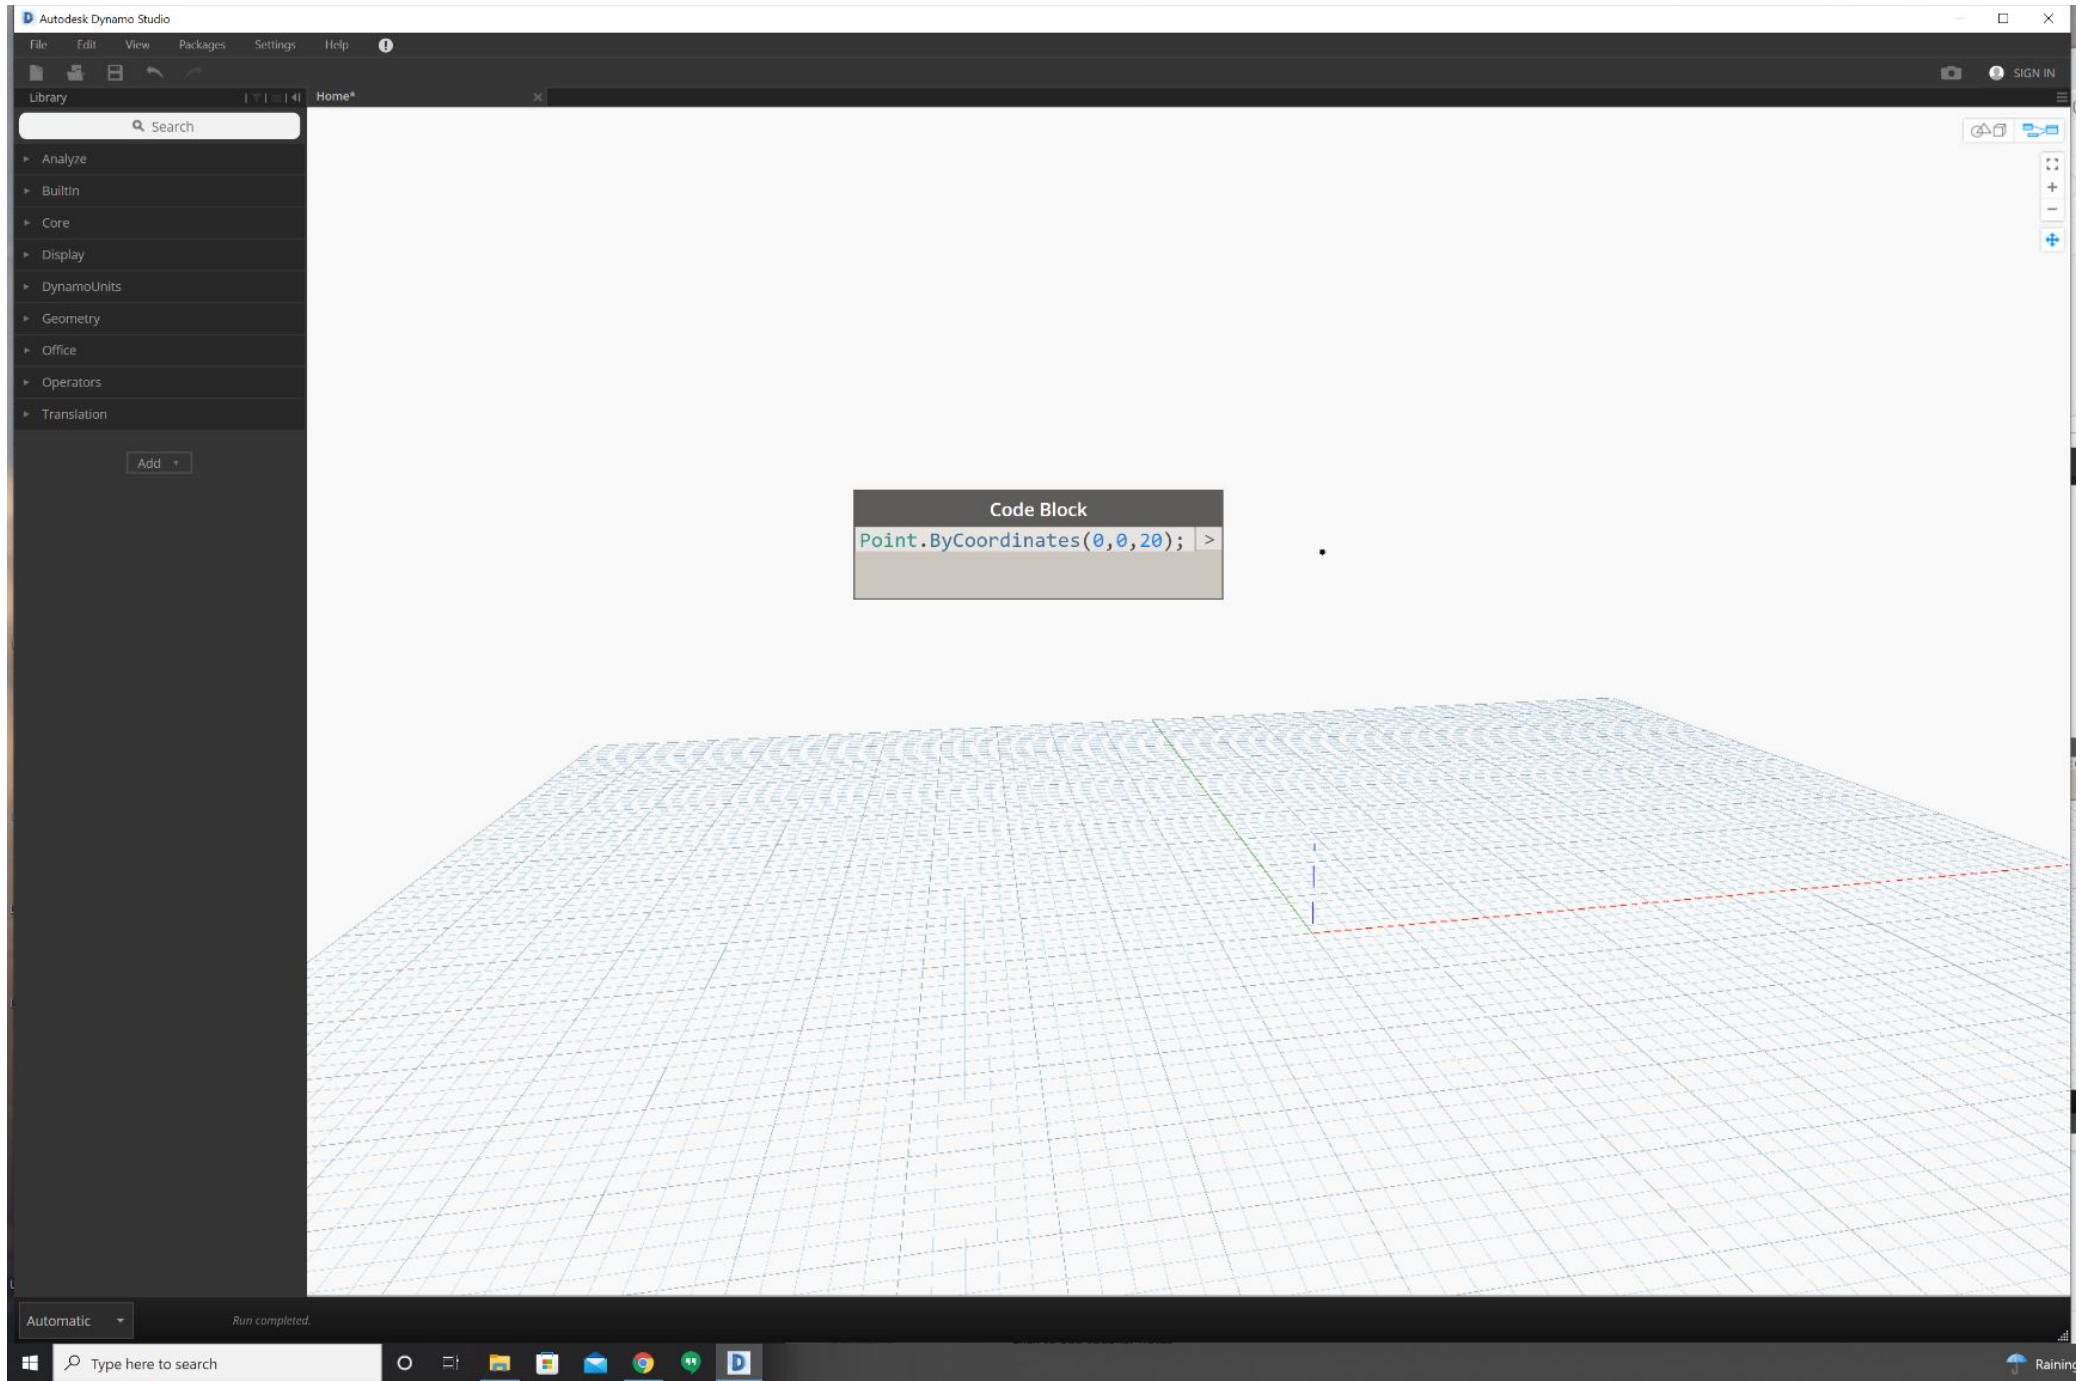 Autodesk Dynamo Studio
File Edit View Packages Settings Help
SIGN IN
Library
Home*
Search
Analyze
BuiltIn
Core
Display
DynamoUnits
Geometry
Office
Operators
Translation
Add
Code Block
Point.ByCoordinates(0,0,20); >
Automatic
Run completed.
Type here to search
Raining